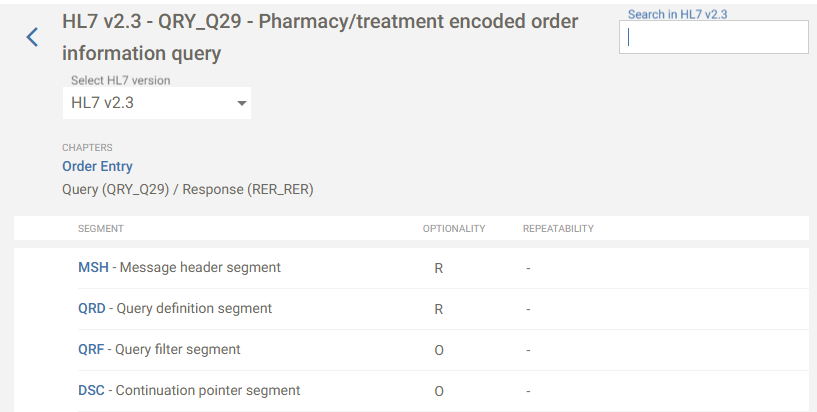 HL7 v2.3 - QRY_Q29 - Pharmacy/treatment encoded order
information query
Search in HL7 v2.3
Select HL7 version
HL7 v2.3
CHAPTERS
Order Entry
Query (QRY_Q29) / Response (RER_RER)
SEGMENT OPTIONALITY REPEATABILITY
MSH - Message header segment R -
QRD - Query definition segment R -
QRF - Query filter segment O -
DSC - Continuation pointer segment O -